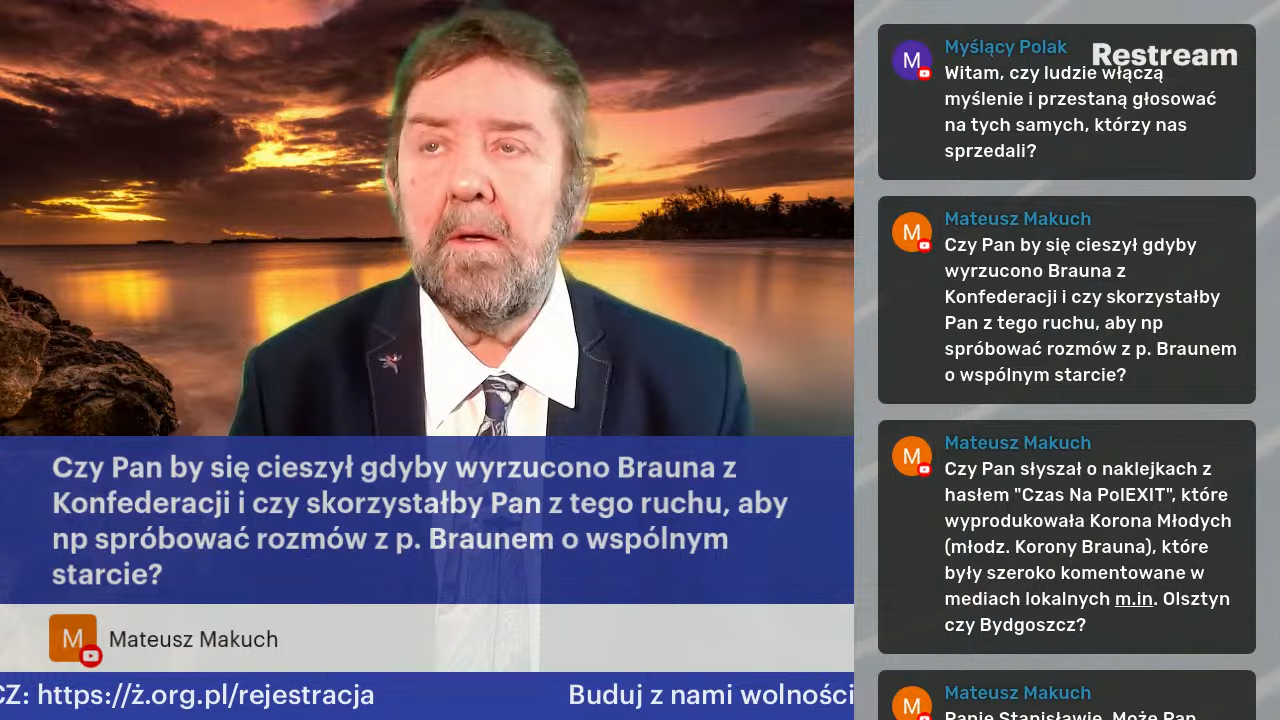 Restream
Myślący Polak
Witam, czy ludzie włączą
myślenie i przestaną głosować
na tych samych, którzy nas
sprzedali?
Mateusz Makuch
Czy Pan by się cieszył gdyby
wyrzucono Brauna z
Konfederacji i czy skorzystałby
Pan z tego ruchu, aby np
spróbować rozmów z p. Braunem
o wspólnym starcie?
Mateusz Makuch
Czy Pan słyszał o naklejkach z
hasłem "Czas Na PolEXIT", które
wyprodukowała Korona Młodych
(młodz. Korony Brauna), które
były szeroko komentowane w
mediach lokalnych m.in. Olsztyn
czy Bydgoszcz?
Mateusz Makuch
Panie Stanisławie. Może Pan
Czy Pan by się cieszył gdyby wyrzucono Brauna z
Konfederacji i czy skorzystałby Pan z tego ruchu, aby
np spróbować rozmów z p. Braunem o wspólnym
starcie?
M Mateusz Makuch
CZ: https://ż.org.pl/rejestracja Buduj z nami wolności